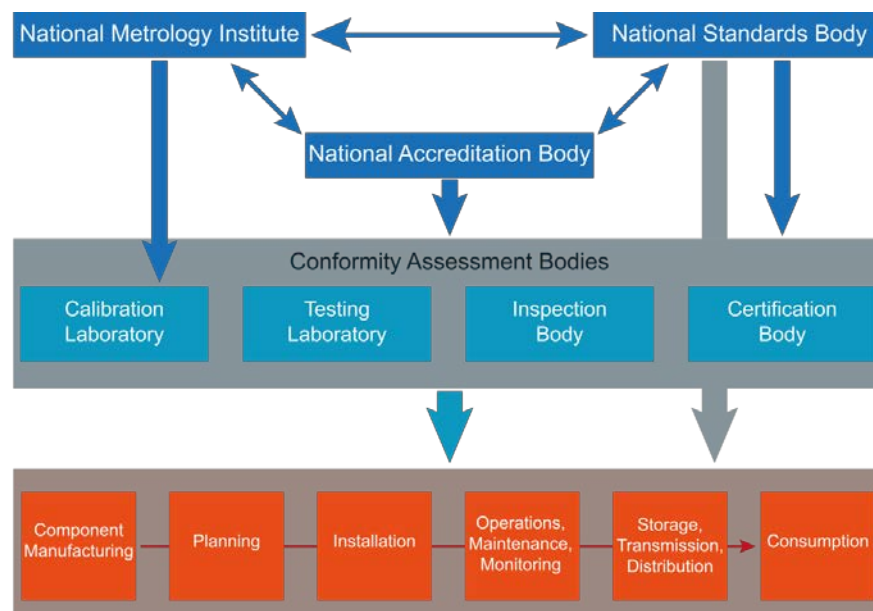 National Metrology Institute
National Standards Body
National Accreditation Body
Conformity Assessment Bodies
Calibration
Laboratory
Testing
Laboratory
Inspection
Body
Certification
Body
Component
Manufacturing
Planning
Installation
Operations,
Maintenance,
Monitoring
Storage,
Transmission,
Distribution
Consumption